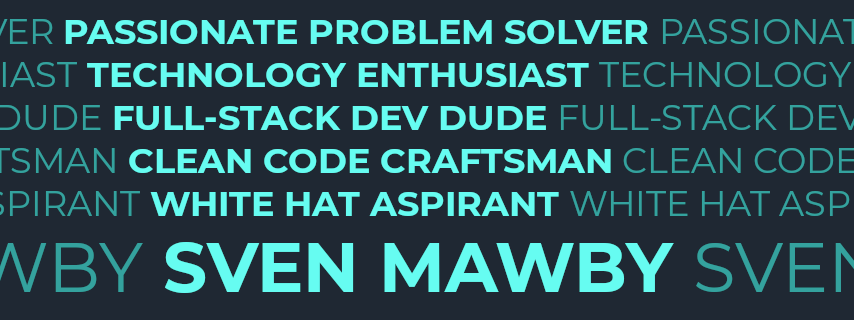 VER PASSIONATE PROBLEM SOLVER PASSIONAT
IAST TECHNOLOGY ENTHUSIAST TECHNOLOGY
DUDE FULL-STACK DEV DUDE FULL-STACK DEV
TSMAN CLEAN CODE CRAFTSMAN CLEAN CODE
SPIRANT WHITE HAT ASPIRANT WHITE HAT ASP
WBY SVEN MAWBY SVEN